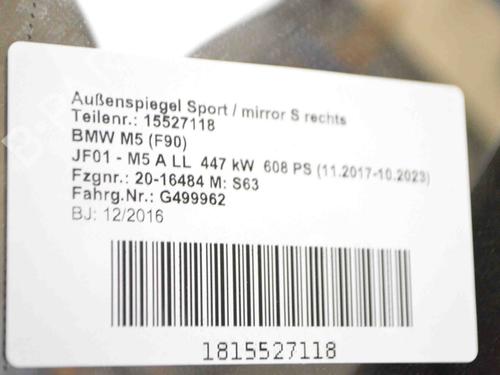 Außenspiegel Sport / mirror S rechts
Teilenr.: 15527118
BMW M5 (F90)
JF01 - M5 A LL 447 kW 608 PS (11.2017-10.2023)
Fzgnr.: 20-16484 M: S63
Fahrg.Nr.: G499962
BJ: 12/2016
1815527118